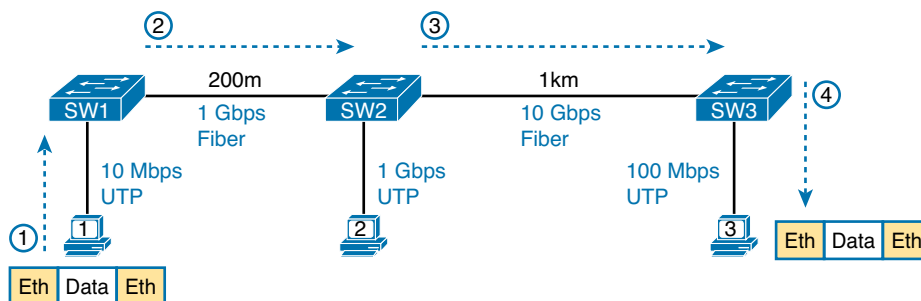 2
3
200m
1km
4
SW1
SW2
SW3
1 Gbps
Fiber
10 Gbps
Fiber
10 Mbps
UTP
1 Gbps
UTP
100 Mbps
UTP
1
1
2
3
Eth Data Eth
Eth Data Eth